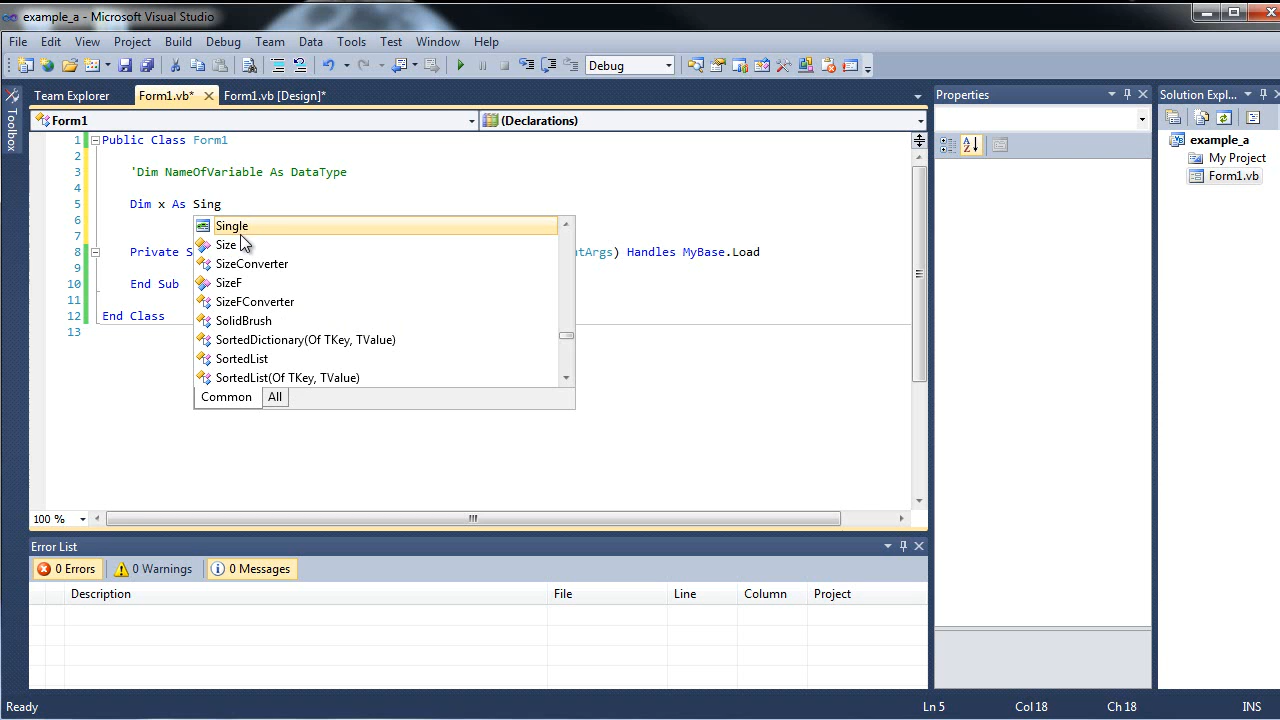 example_a - Microsoft Visual Studio
File Edit View Project Build Debug Team Data Tools Test Window Help
Debug
Team Explorer Form1.vb* Form1.vb [Design]*
Properties
Solution Expl...
Toolbox
Form1
(Declarations)
example_a
My Project
Form1.vb
1 Public Class Form1
2
3 'Dim NameOfVariable As DataType
4
5 Dim x As Sing
6
7
8 Private S ntArgs) Handles MyBase.Load
9
10 End Sub
11
12 End Class
13
Single
Size
SizeConverter
SizeF
SizeFConverter
SolidBrush
SortedDictionary(Of TKey, TValue)
SortedList
SortedList(Of TKey, TValue)
Common All
100 %
Error List
0 Errors 0 Warnings 0 Messages
Description File Line Column Project
Ready Ln 5 Col 18 Ch 18 INS